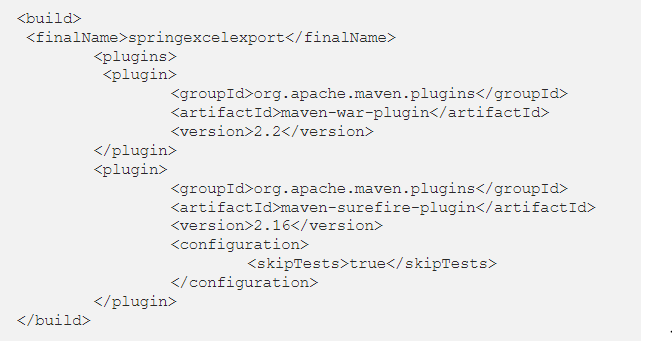 <build>
<finalName>springexcelexport</finalName>
<plugins>
<plugin>
<groupId>org.apache.maven.plugins</groupId>
<artifactId>maven-war-plugin</artifactId>
<version>2.2</version>
</plugin>
<plugin>
<groupId>org.apache.maven.plugins</groupId>
<artifactId>maven-surefire-plugin</artifactId>
<version>2.16</version>
<configuration>
<skipTests>true</skipTests>
</configuration>
</plugin>
</build>